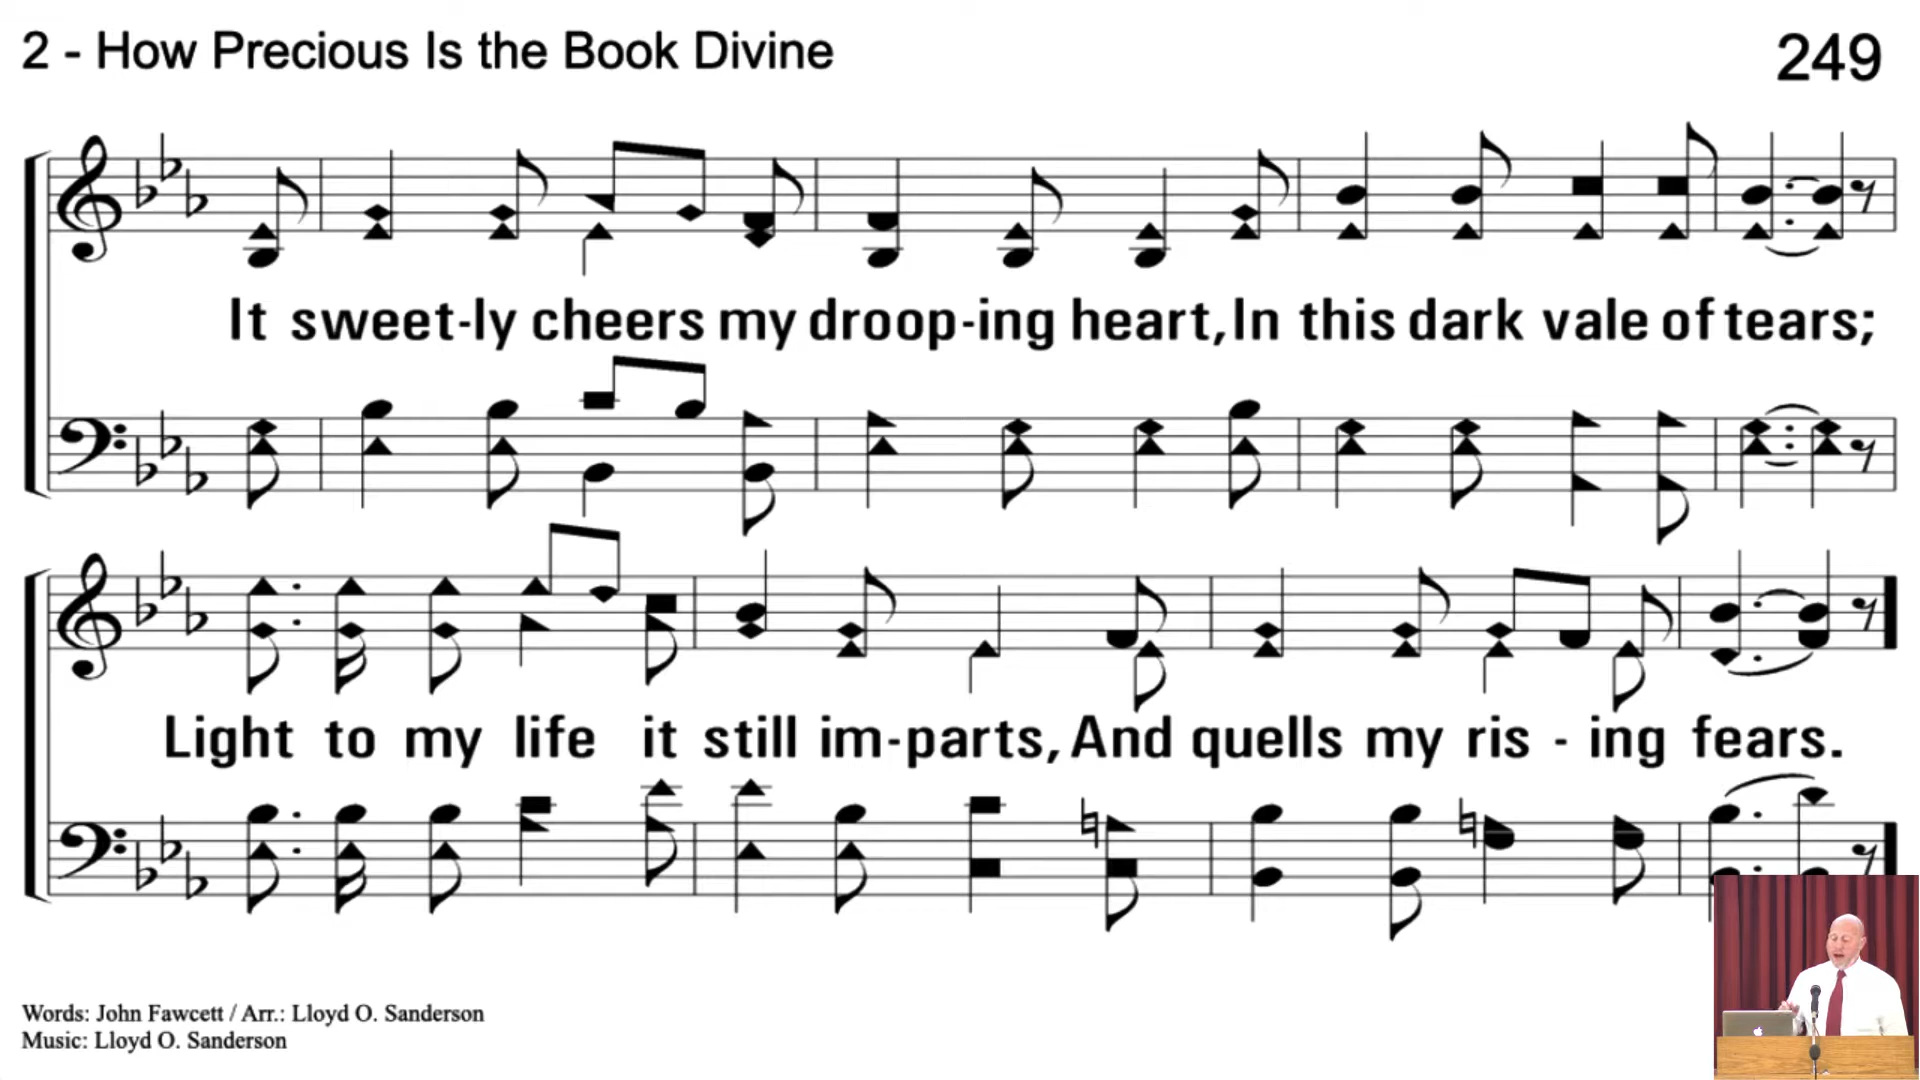 2 - How Precious Is the Book Divine
249
It sweet-ly cheers my droop-ing heart, In this dark vale of tears;
Light to my life it still im-parts, And quells my ris - ing fears.
Words: John Fawcett / Arr.: Lloyd O. Sanderson
Music: Lloyd O. Sanderson